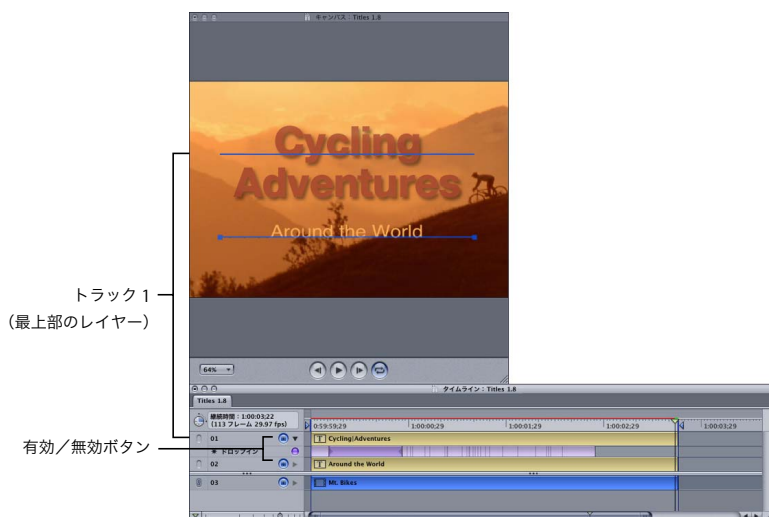 キャンバス：Titles 1.8
Cycling
Adventures
Around the World
トラック 1
（最上部のレイヤー）
64%
タイムライン：Titles 1.8
Titles 1.8
継続時間：1:00:03;22
(113 フレーム 29.97 fps)
0:59:59;29
1:00:00;29
1:00:01;29
1:00:02;29
1:00:03;29
有効／無効ボタン
01
T Cycling|Adventures
ドロップイン
02
T Around the World
03
Mt. Bikes